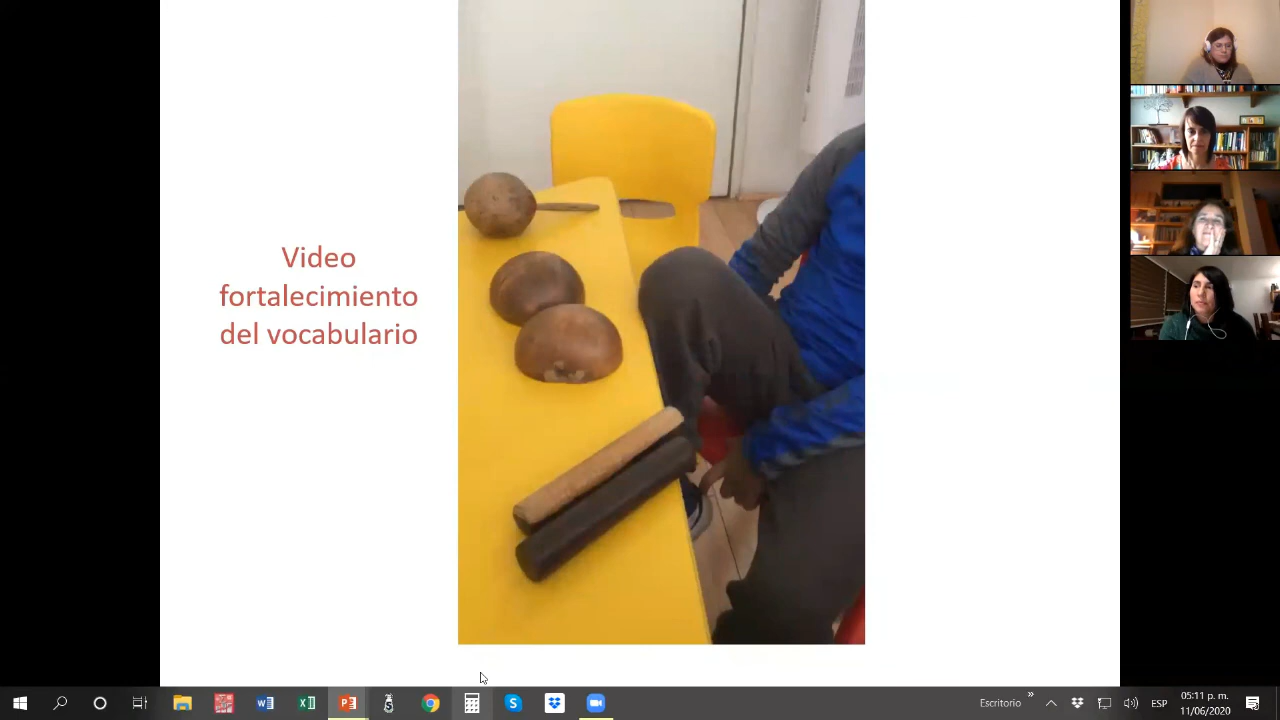 Video
fortalecimiento
del vocabulario
Escritorio
»
ESP
05:11 p. m.
11/06/2020